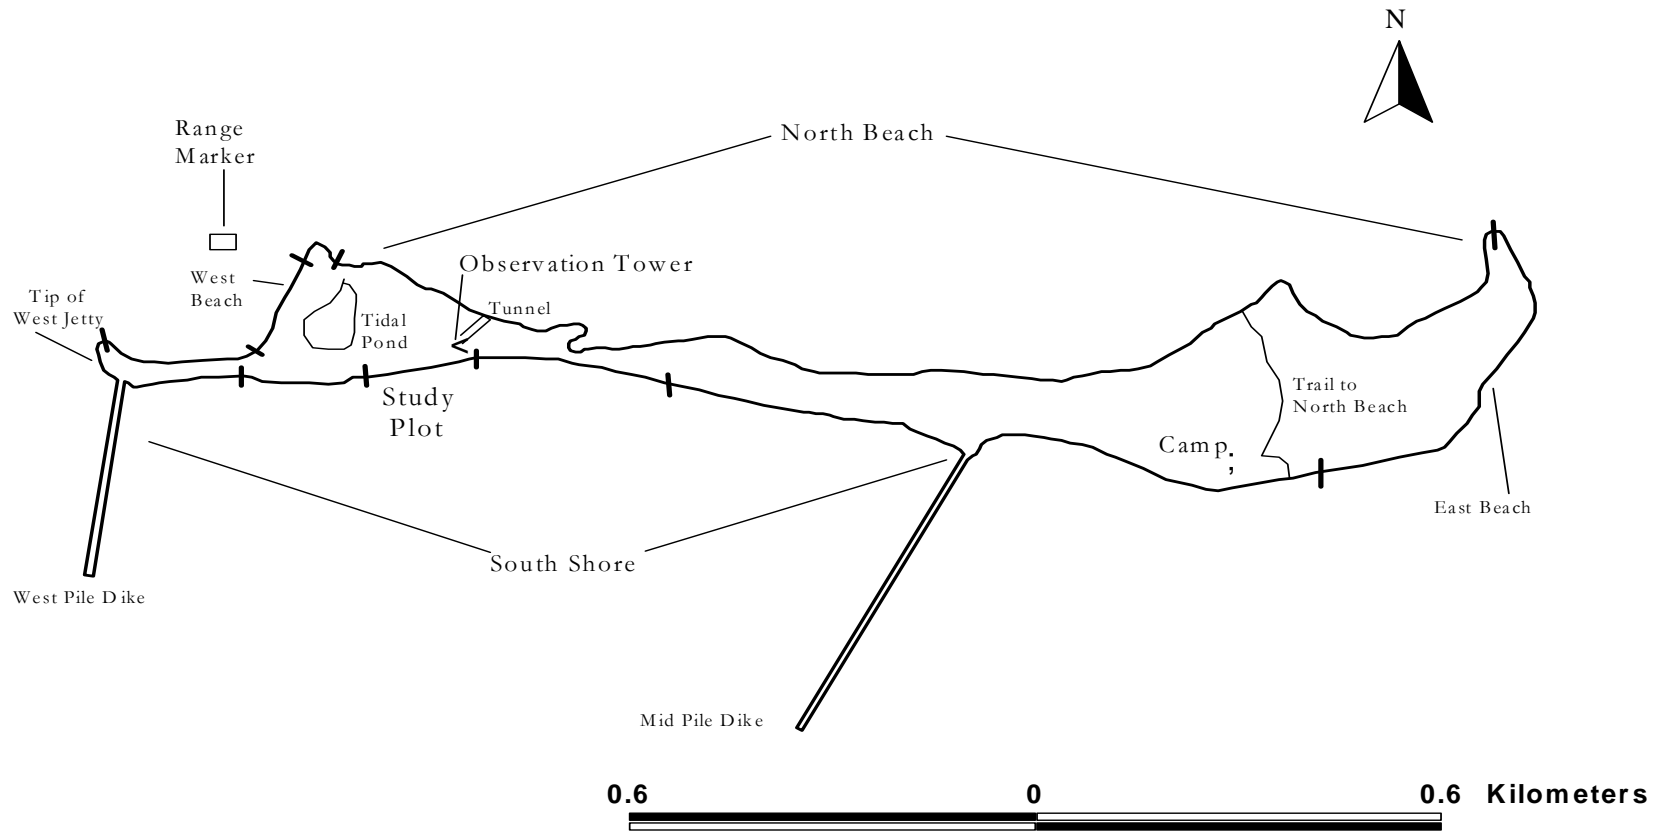 N
Range
Marker
North Beach
Observation Tower
West
Beach
Tip of
West Jetty
Tunnel
Tidal
Pond
Study
Plot
Trail to
North Beach
Camp
;
East Beach
South Shore
West Pile Dike
Mid Pile Dike
0.6 0 0.6 Kilometers